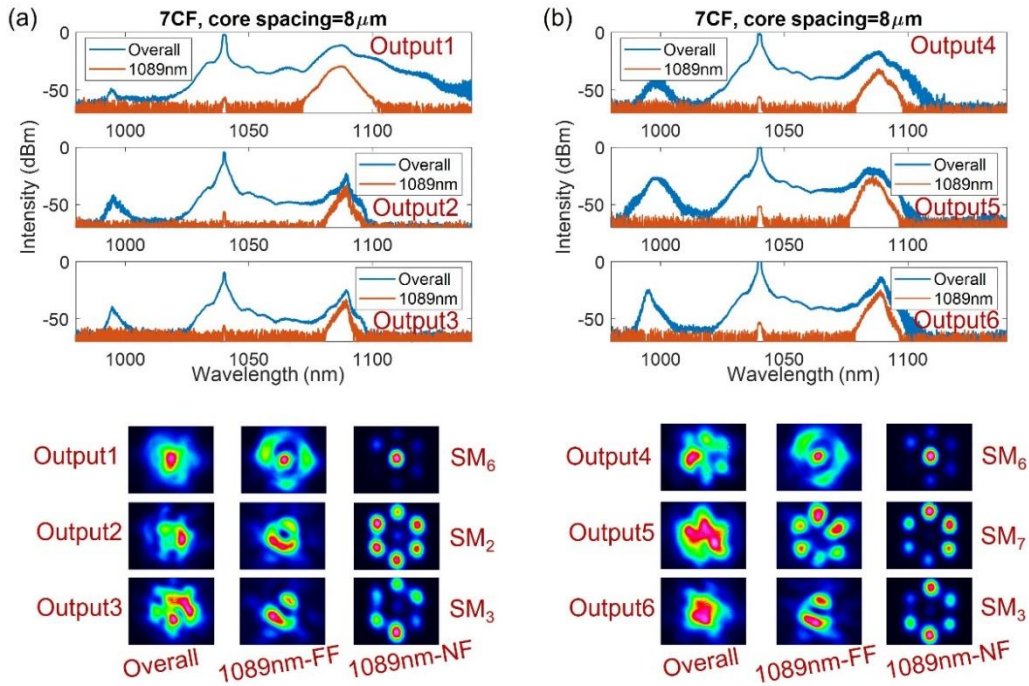 (a)
7CF, core spacing=8μm
0
-50
Overall
1089nm
Output1
1000
1050
1100
Intensity (dBm)
0
-50
Overall
1089nm
Output2
1000
1050
1100
0
-50
Overall
1089nm
Output3
1000
1050
1100
Wavelength (nm)
Output1
SM6
Output2
SM2
Output3
SM3
Overall
1089nm-FF
1089nm-NF
(b)
7CF, core spacing=8μm
0
-50
Overall
1089nm
Output4
1000
1050
1100
Intensity (dBm)
0
-50
Overall
1089nm
Output5
1000
1050
1100
0
-50
Overall
1089nm
Output6
1000
1050
1100
Wavelength (nm)
Output4
SM6
Output5
SM7
Output6
SM3
Overall
1089nm-FF
1089nm-NF